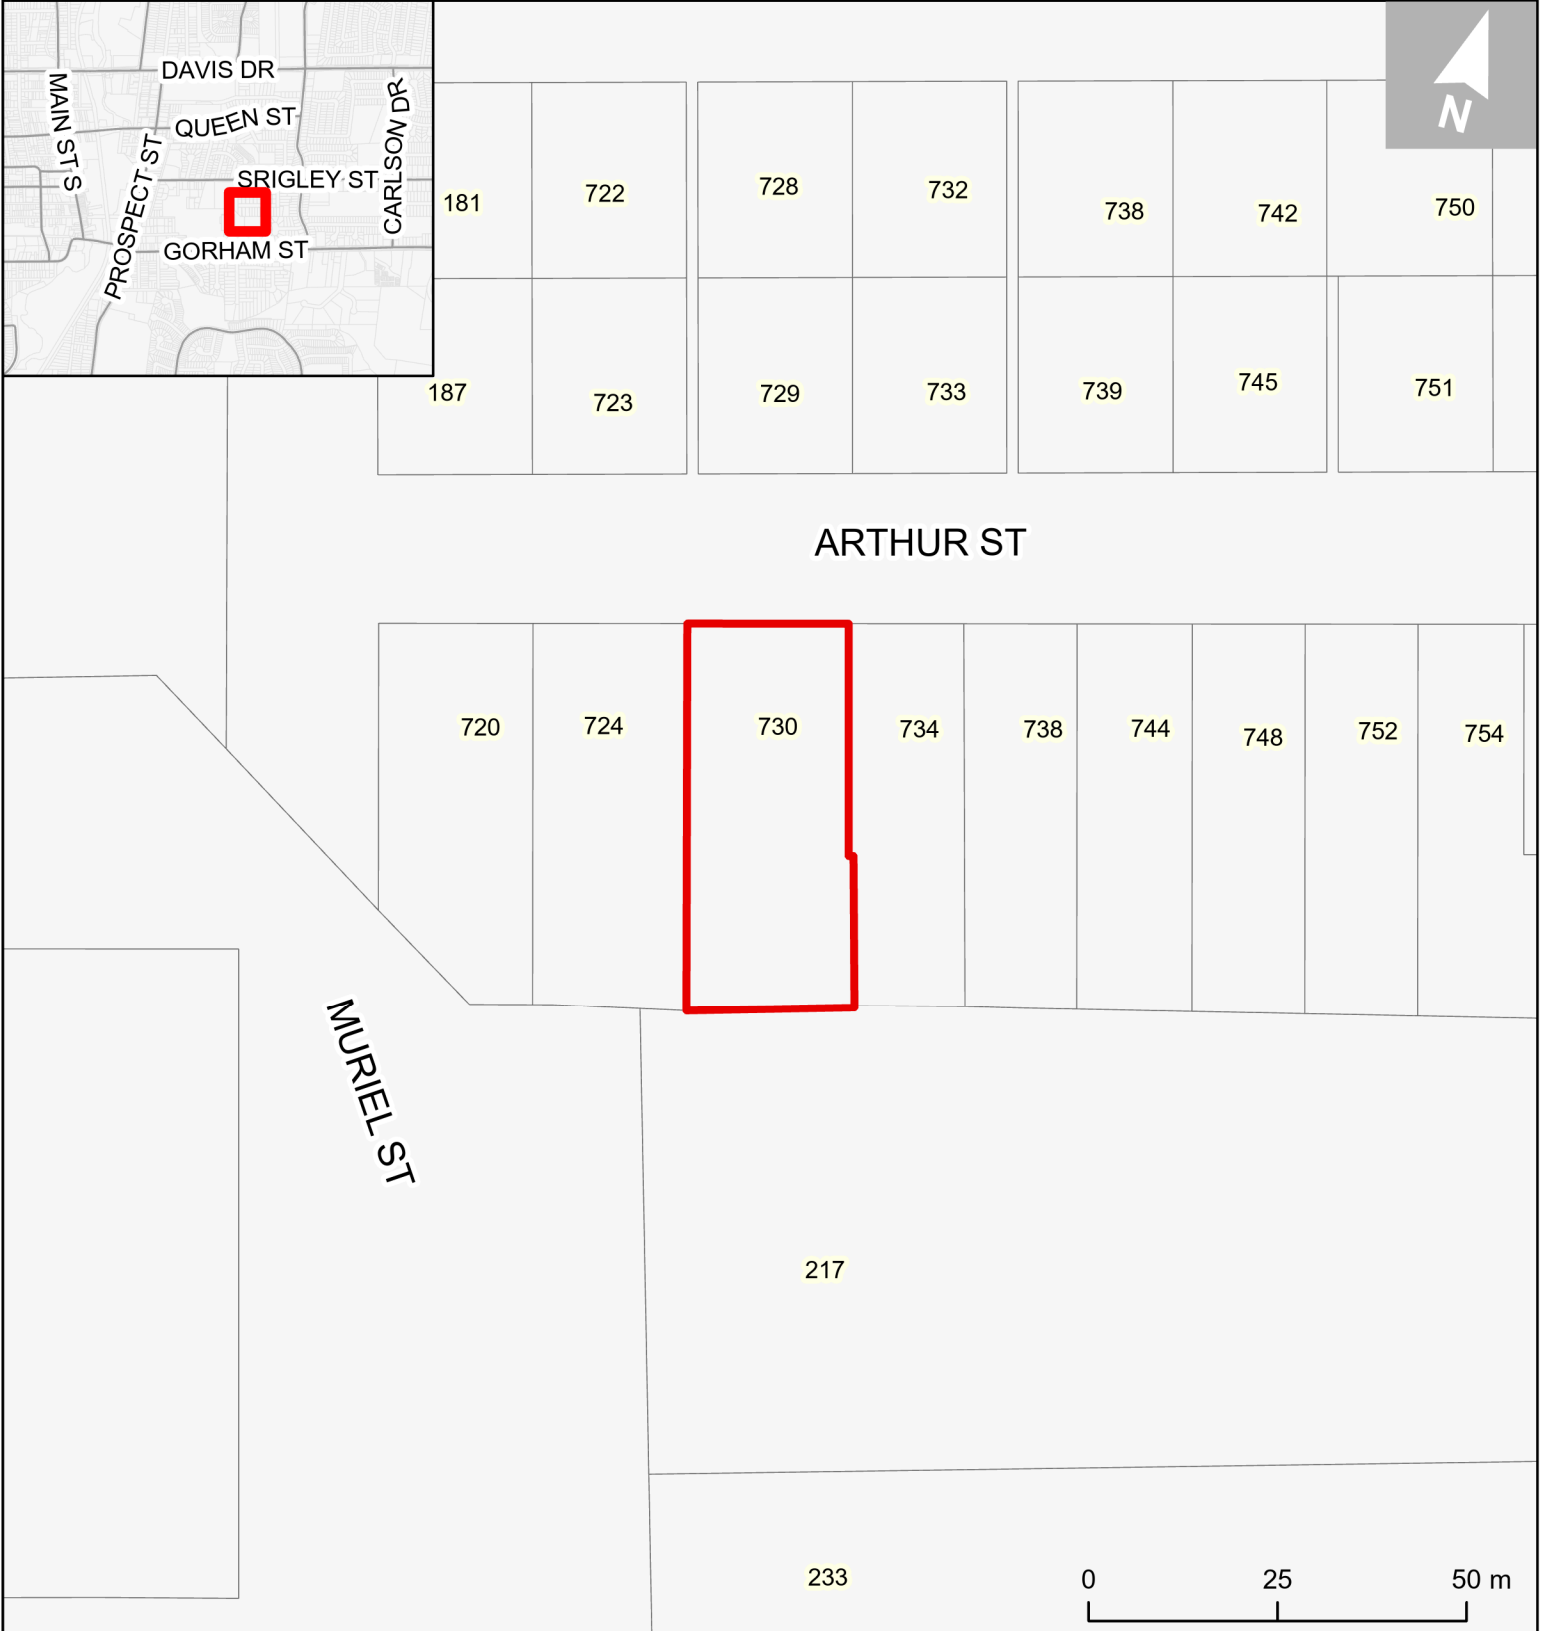 DAVIS DR
MAIN ST S
QUEEN ST
CARLSON DR
PROSPECT ST
SRIGLEY ST
GORHAM ST
N
181
722
728
732
738
742
750
187
723
729
733
739
745
751
ARTHUR ST
720
724
730
734
738
744
748
752
754
MURIEL ST
217
233
0 25 50 m